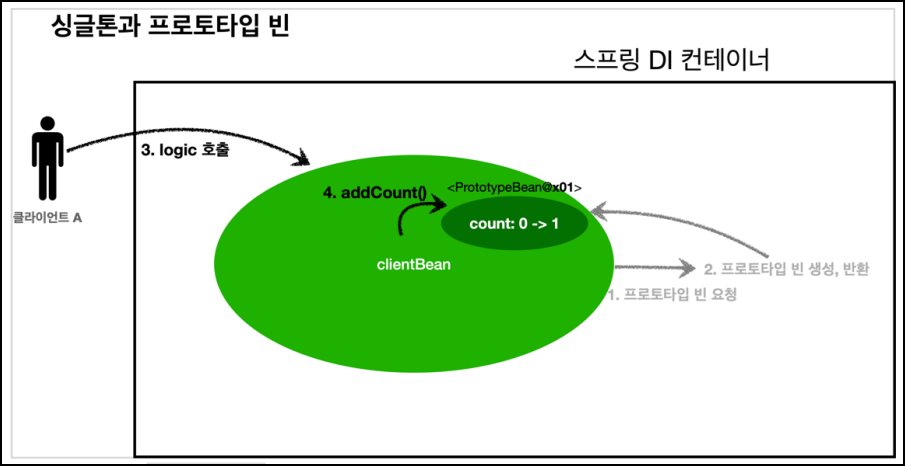 싱글톤과 프로토타입 빈
스프링 DI 컨테이너
3. logic 호출
클라이언트 A
4. addCount()
<PrototypeBean@x01>
count: 0 -> 1
clientBean
2. 프로토타입 빈 생성, 반환
1. 프로토타입 빈 요청